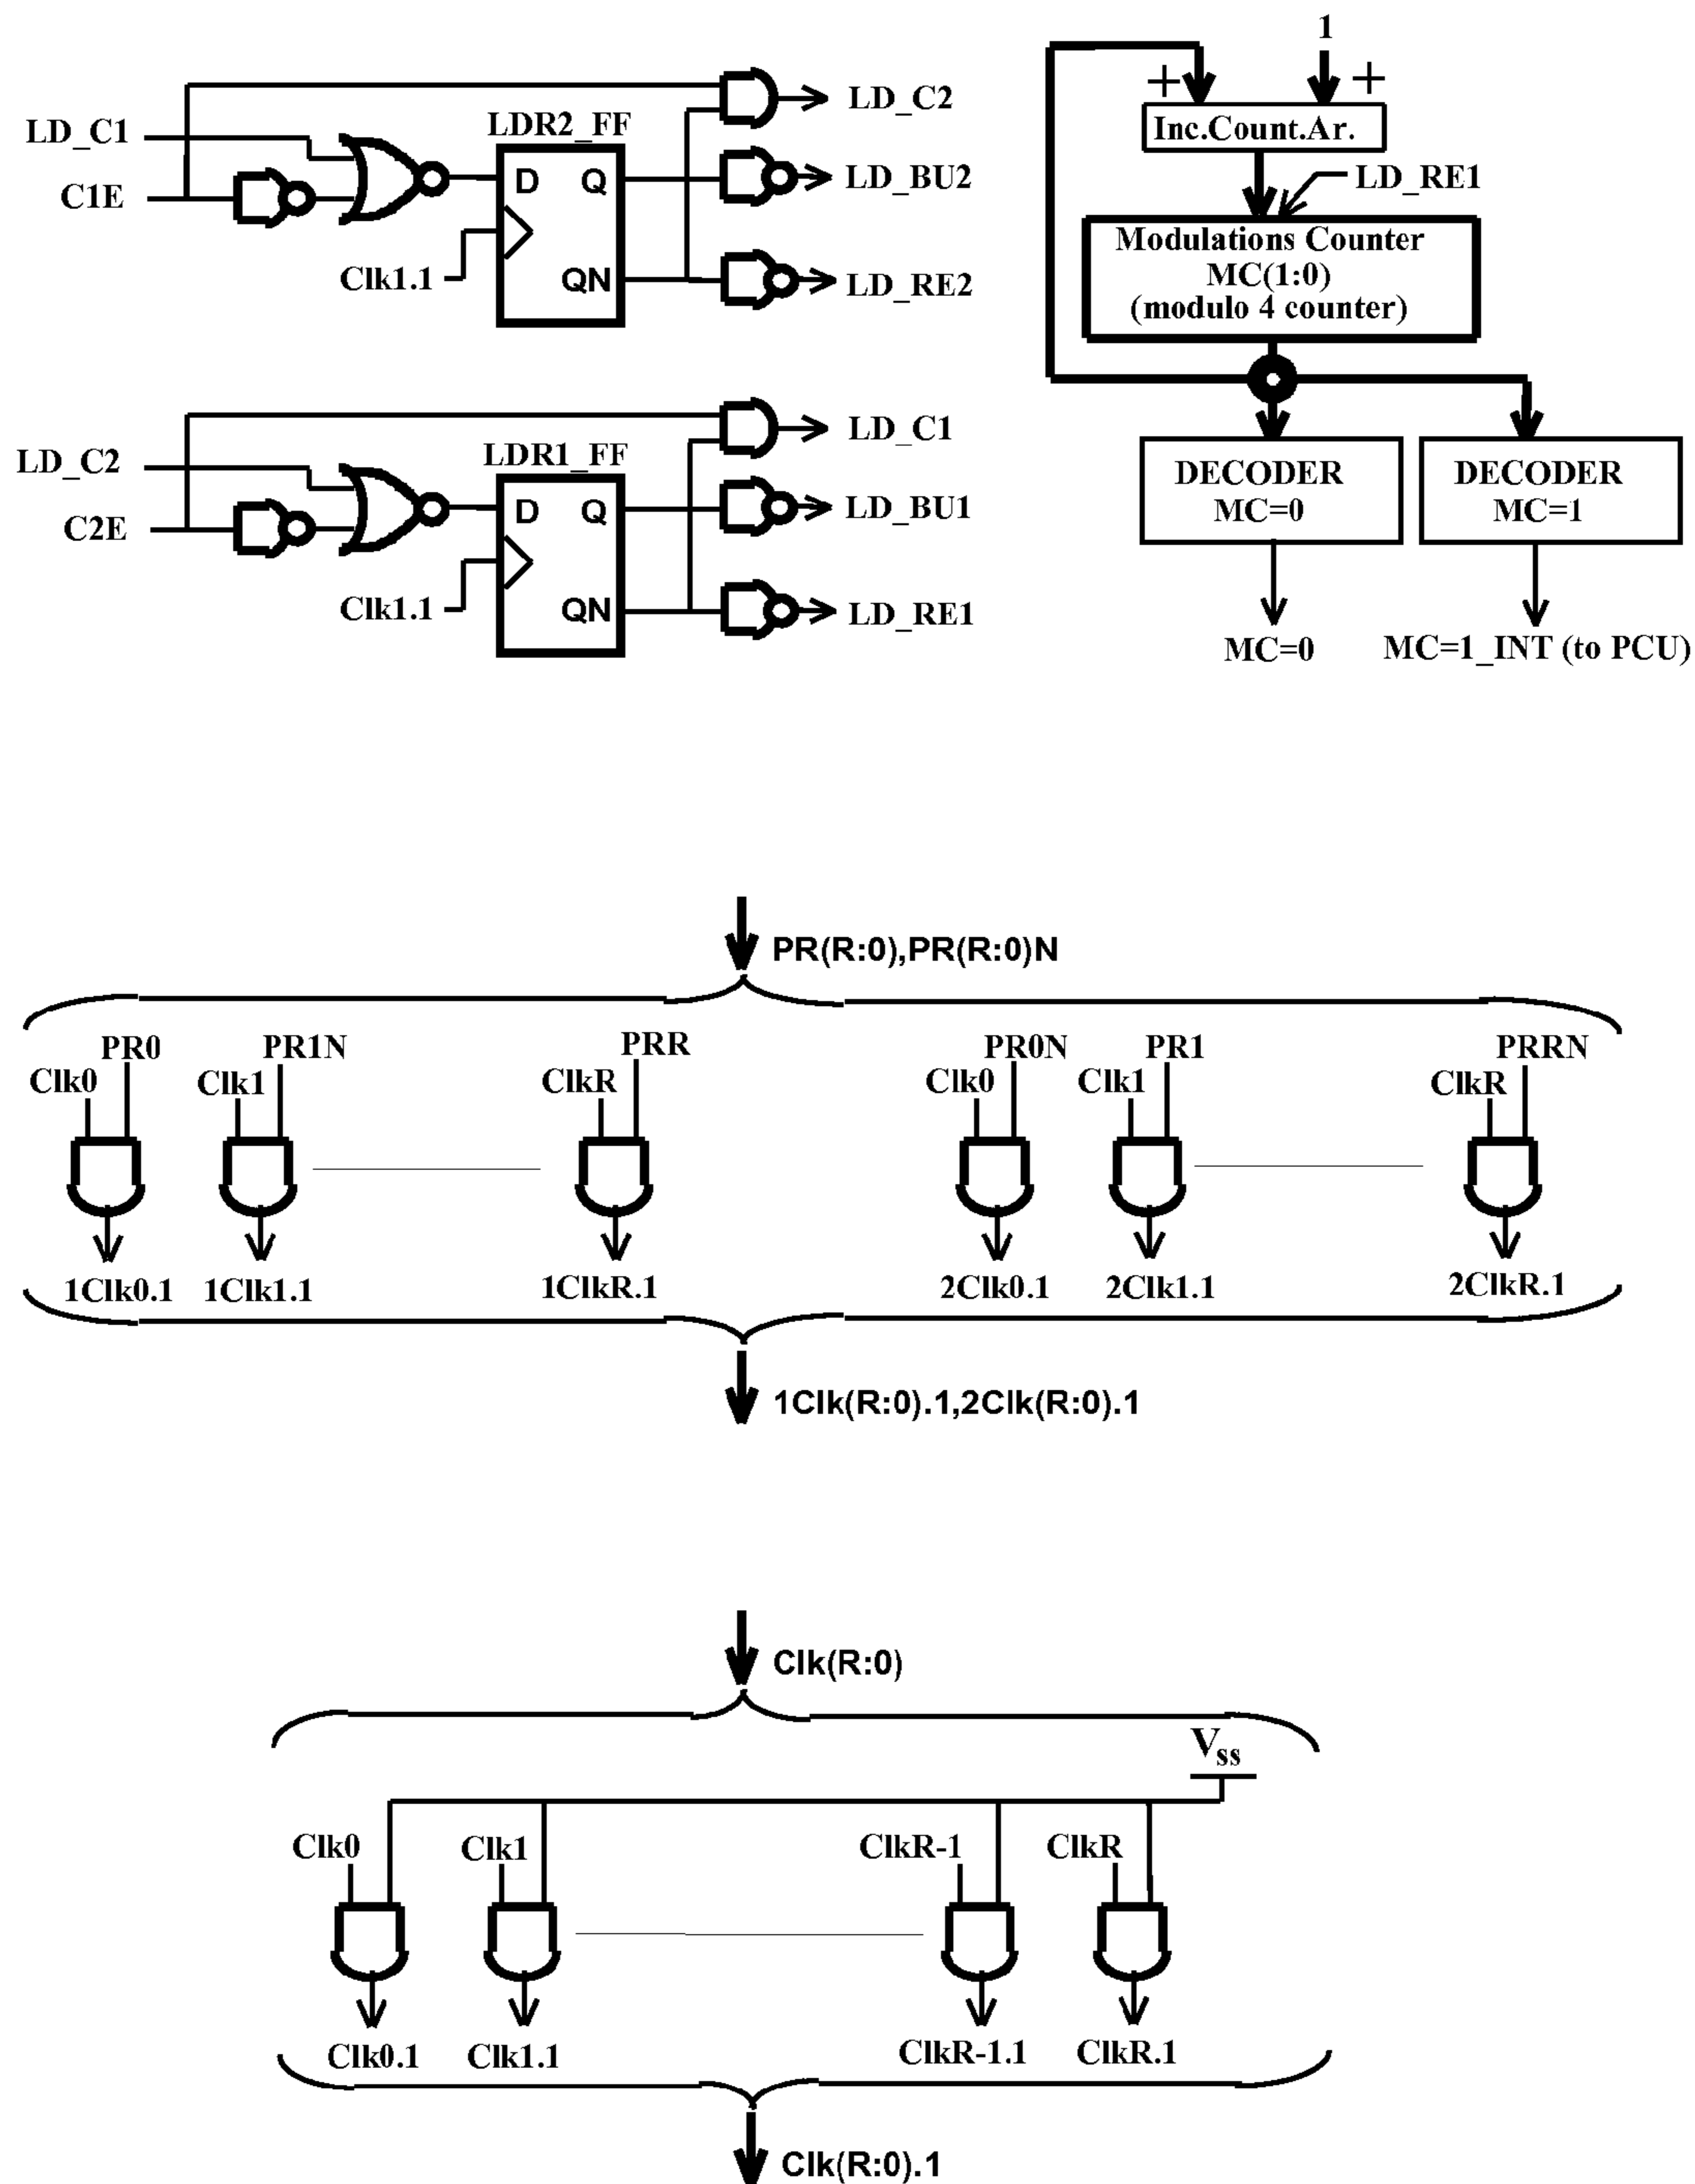 LD_C1
C1E
LDR2_FF
D Q
QN
Clk1.1
LD_C2
LD_BU2
LD_RE2
LD_C2
C2E
LDR1_FF
D Q
QN
Clk1.1
LD_C1
LD_BU1
LD_RE1
1
+ +
Inc.Count.Ar.
LD_RE1
Modulations Counter
MC(1:0)
(modulo 4 counter)
DECODER
MC=0
DECODER
MC=1
MC=0
MC=1_INT (to PCU)
PR(R:0),PR(R:0)N
PR0 PR1N PRR PR0N PR1 PRRN
Clk0 Clk1 ClkR Clk0 Clk1 ClkR
1Clk0.1 1Clk1.1 1ClkR.1 2Clk0.1 2Clk1.1 2ClkR.1
1Clk(R:0).1,2Clk(R:0).1
Clk(R:0)
Vss
Clk0 Clk1 ClkR-1 ClkR
Clk0.1 Clk1.1 ClkR-1.1 ClkR.1
Clk(R:0).1